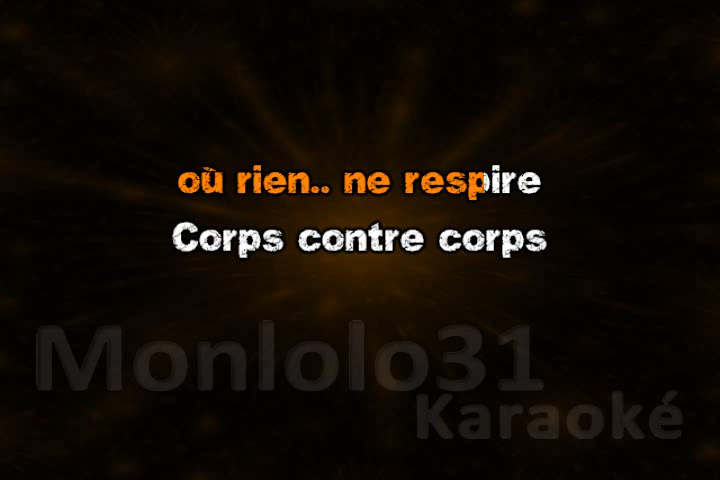 où rien.. ne respire
Corps contre corps
Monlolo31
Karaoké